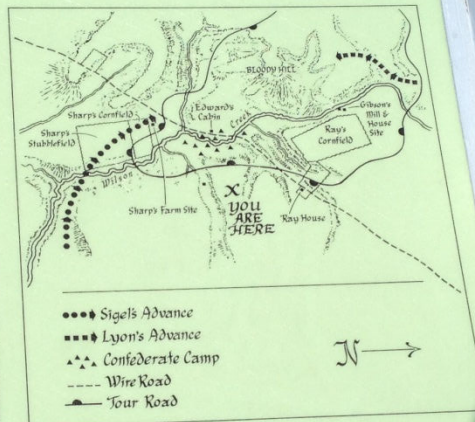 BLOODY HILL
Sharp's Cornfield
Edward's
Cabin
Gibson's
Mill &
House
Site
Sharp's
Stubblefield
Creek
Ray's
Cornfield
Wilson
Sharp's Farm Site
X
YOU
ARE
HERE
Ray House
Sigel's Advance
Lyon's Advance
Confederate Camp
Wire Road
Tour Road
N